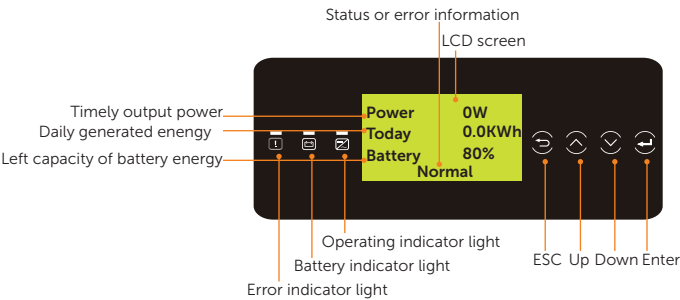 Status or error information
LCD screen
Timely output power
Daily generated energy
Left capacity of battery energy
Power 0W
Today 0.0KWh
Battery 80%
Normal
Operating indicator light
Battery indicator light
Error indicator light
ESC Up Down Enter